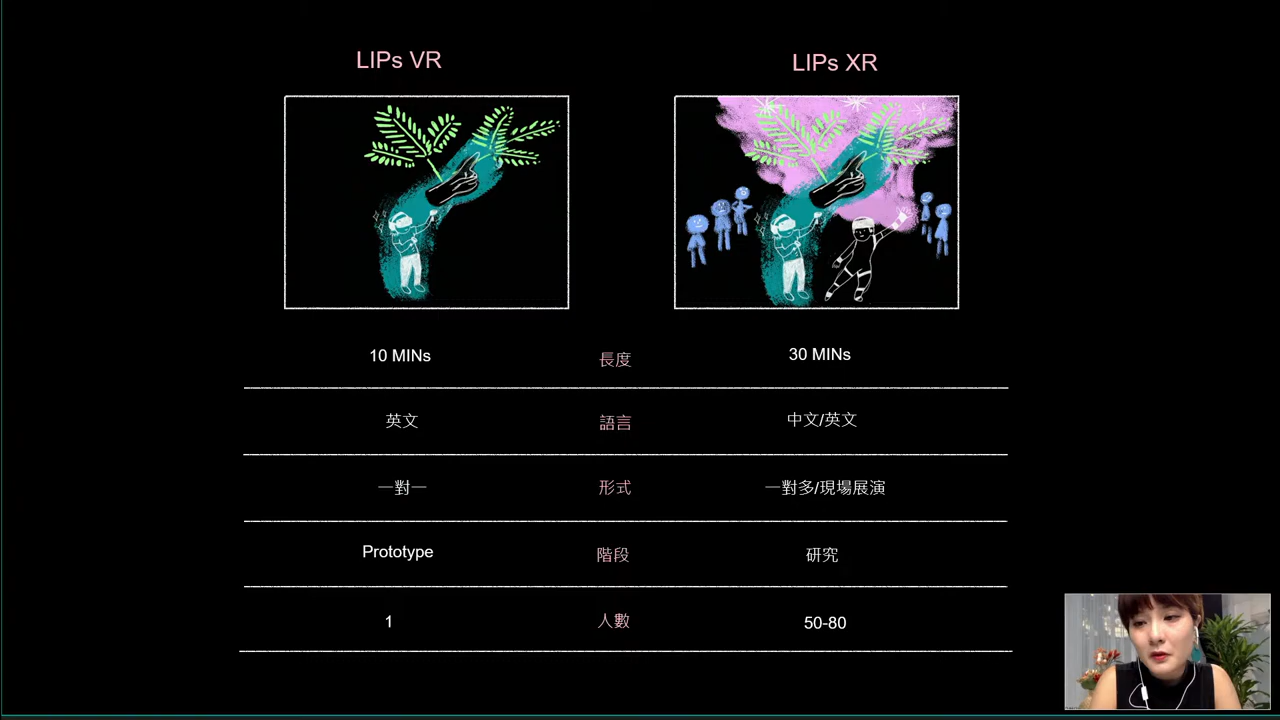 LIPs VR
LIPs XR
10 MINs 長度 30 MINs
英文 語言 中文/英文
一對一 形式 一對多/現場展演
Prototype 階段 研究
1 人數 50-80